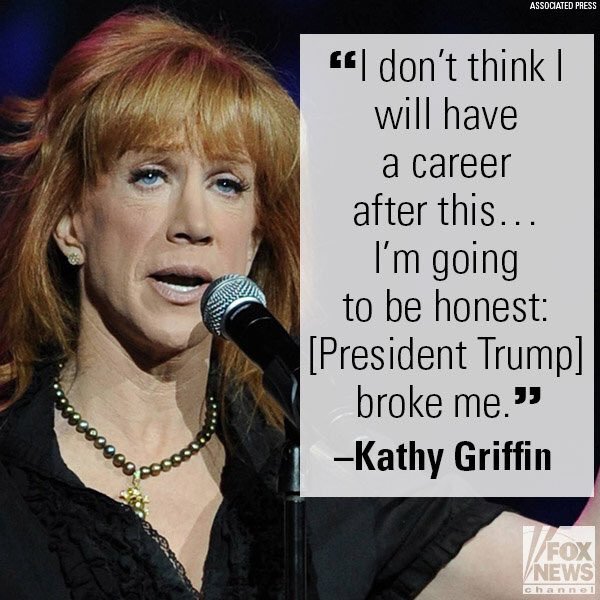 ASSOCIATED PRESS
“I don’t think I
will have
a career
after this…
I’m going
to be honest:
[President Trump]
broke me.”
–Kathy Griffin
FOX
NEWS
channel